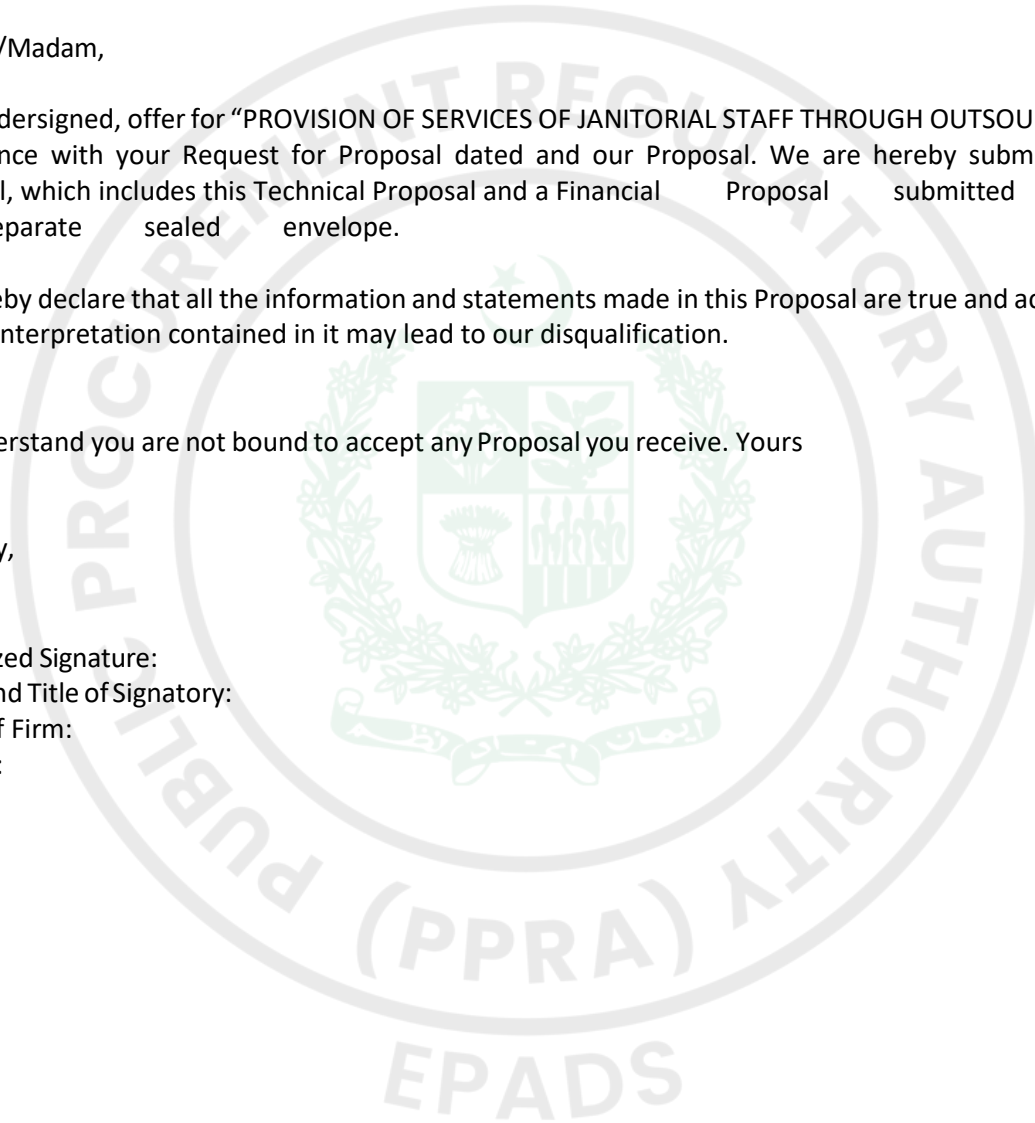 /Madam,
dersigned, offer for “PROVISION OF SERVICES OF JANITORIAL STAFF THROUGH OUTSOU
nce with your Request for Proposal dated and our Proposal. We are hereby subm
l, which includes this Technical Proposal and a Financial Proposal submitted
eparate sealed envelope.
eby declare that all the information and statements made in this Proposal are true and a
nterpretation contained in it may lead to our disqualification.
erstand you are not bound to accept any Proposal you receive. Yours
y,
zed Signature:
nd Title of Signatory:
f Firm:
:
PUBLIC PROCUREMENT REGULATORY AUTHORITY
(PPRA)
EPADS